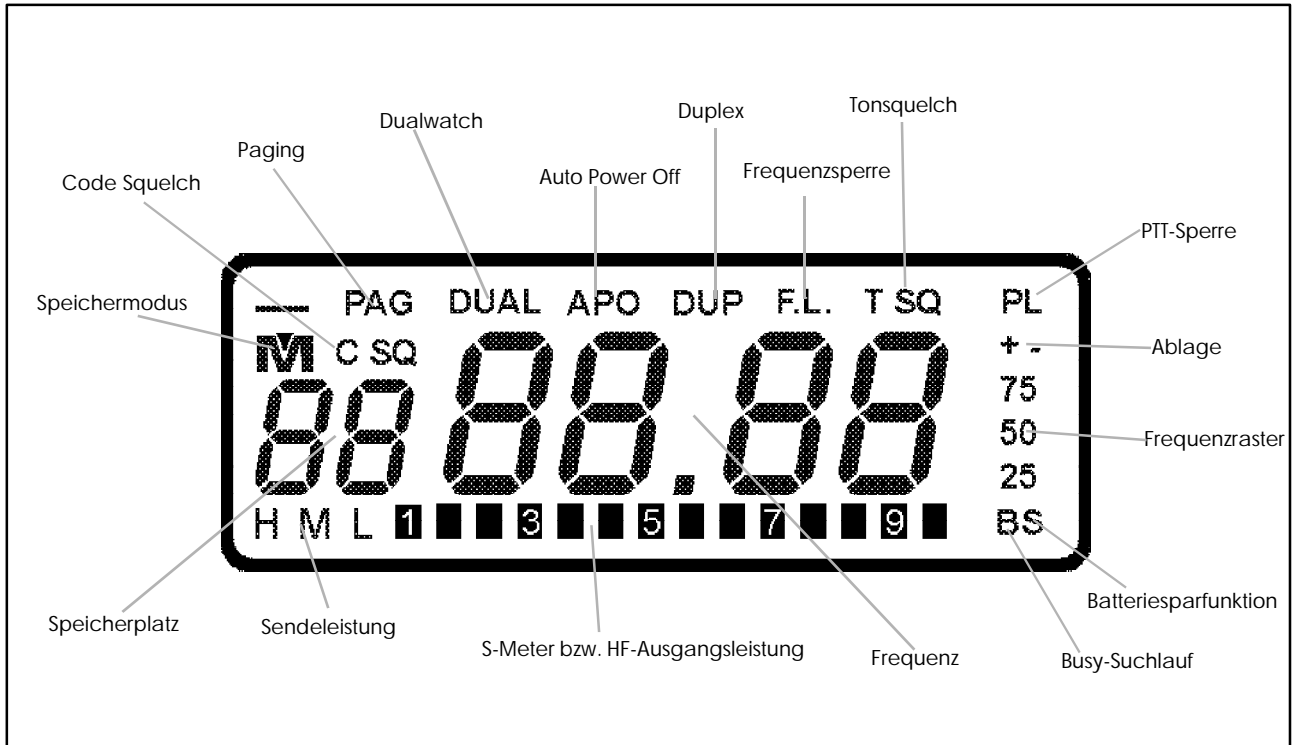 Tonsquelch
Duplex
Dualwatch
Paging
Frequenzsperre
Auto Power Off
Code Squelch
PTT-Sperre
Speichermodus
PAG DUAL APO DUP F.L. T SQ PL
M C SQ 88 88.88 + -
Ablage
75
50
Frequenzraster
25
H M L 1 3 5 7 9 BS
Batteriesparfunktion
Speicherplatz
Sendeleistung
S-Meter bzw. HF-Ausgangsleistung
Frequenz
Busy-Suchlauf